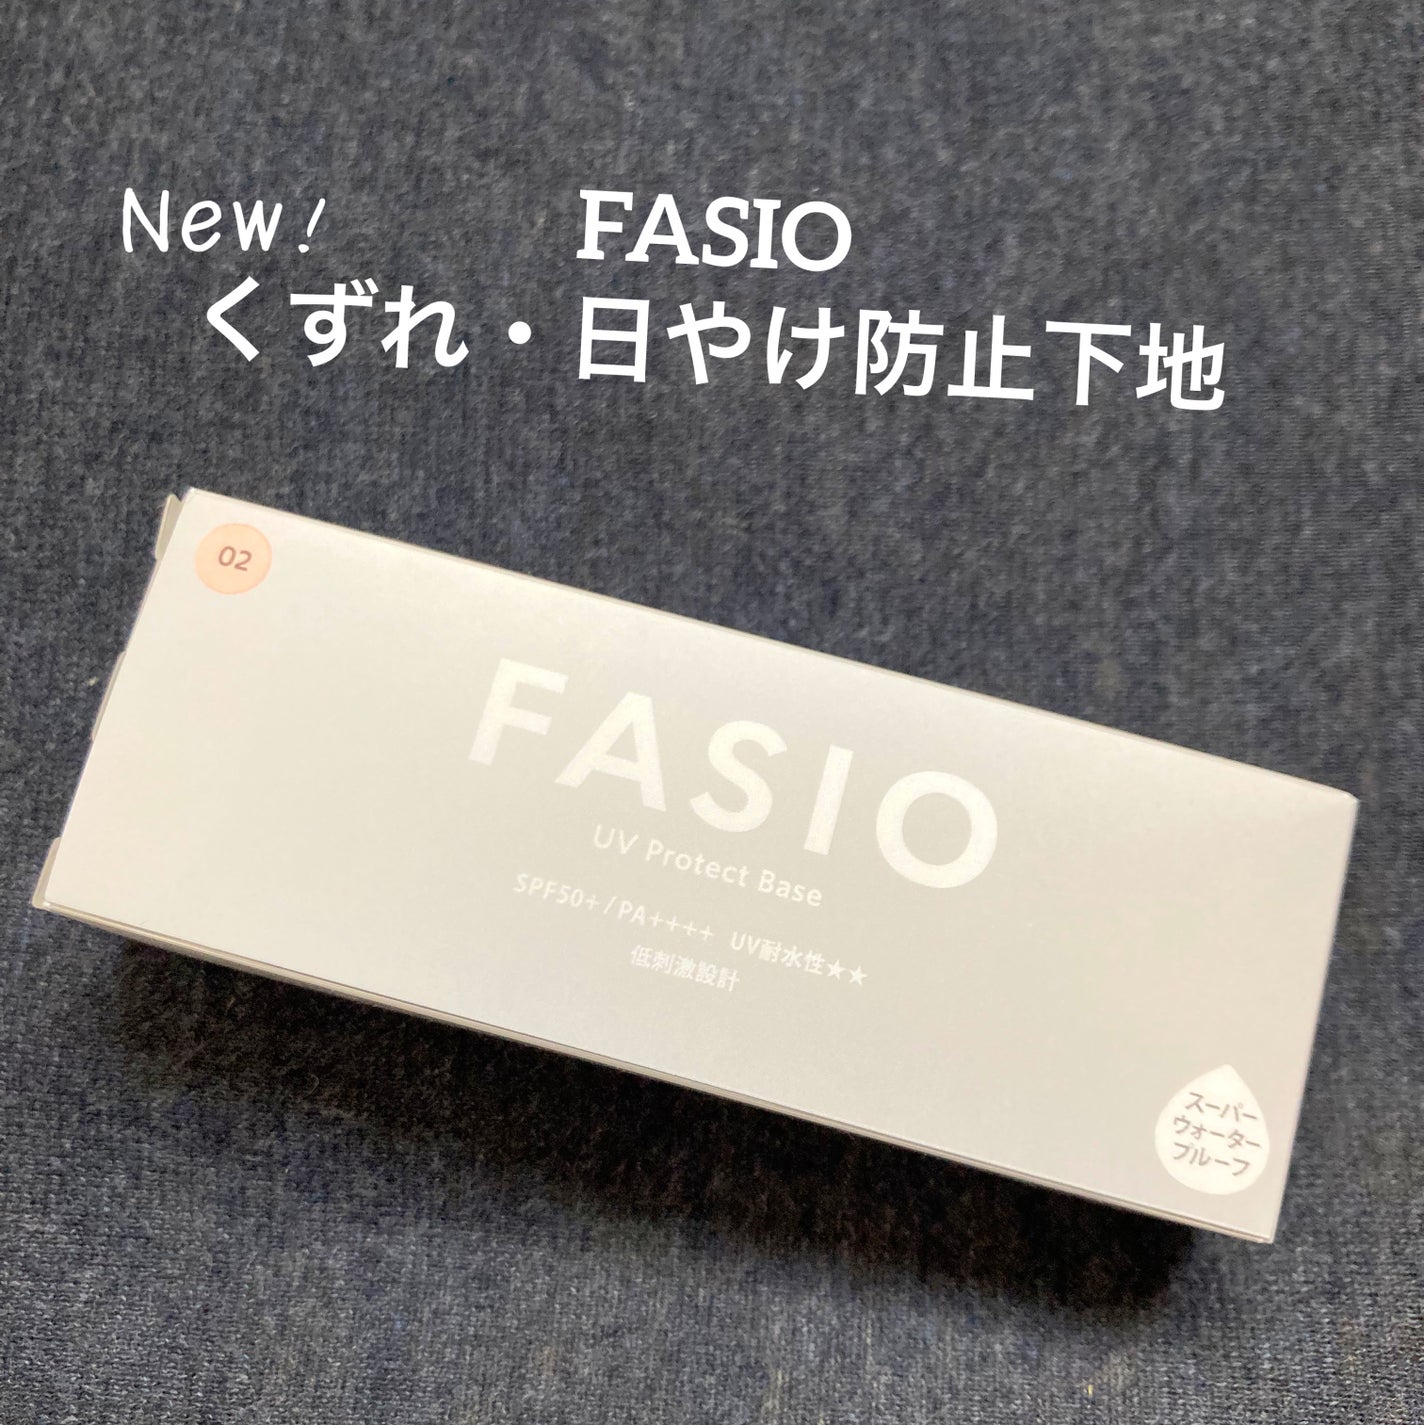 New!
FASIO
くずれ・日やけ防止下地
02
FASIO
UV Protect Base
SPF50+/PA++++ UV耐水性★★
低刺激設計
スーパー
ウォーター
プルーフ